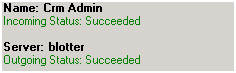 Name: Crm Admin
Incoming Status: Succeeded
Server: blotter
Outgoing Status: Succeeded